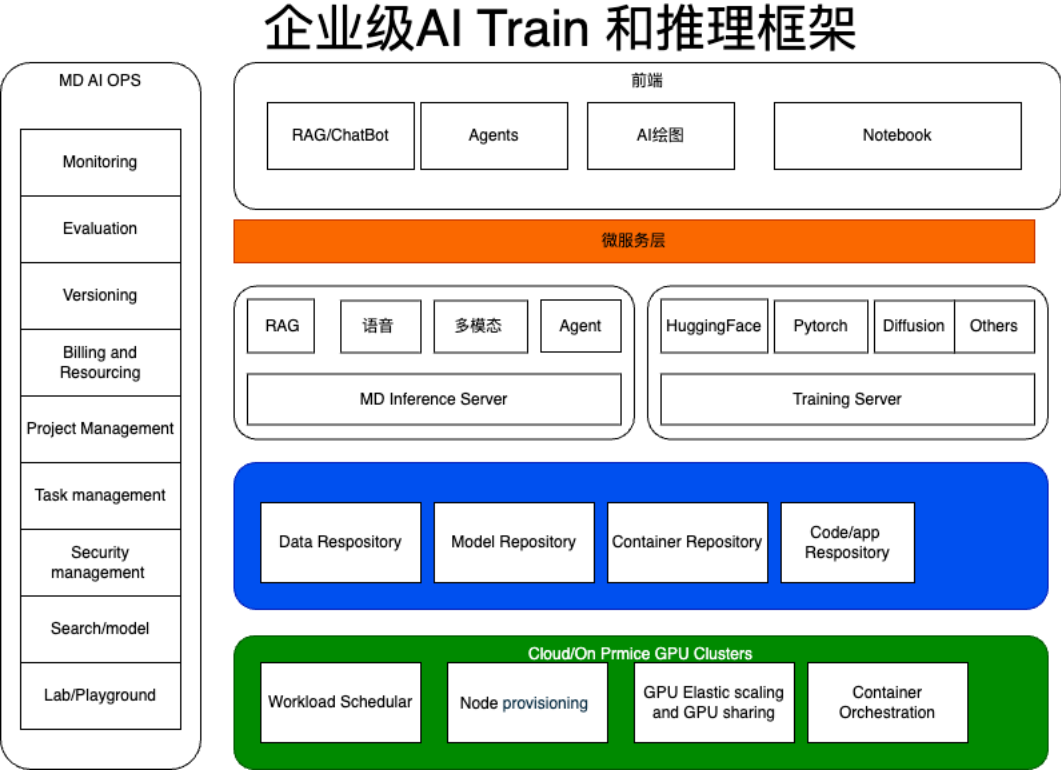 企业级AI Train 和推理框架
MD AI OPS
Monitoring
Evaluation
Versioning
Billing and
Resourcing
Project Management
Task management
Security
management
Search/model
Lab/Playground
前端
RAG/ChatBot
Agents
AI绘图
Notebook
微服务层
RAG
语音
多模态
Agent
MD Inference Server
HuggingFace
Pytorch
Diffusion
Others
Training Server
Data Respository
Model Repository
Container Repository
Code/app
Respository
Cloud/On Prmice GPU Clusters
Workload Schedular
Node provisioning
GPU Elastic scaling
and GPU sharing
Container
Orchestration